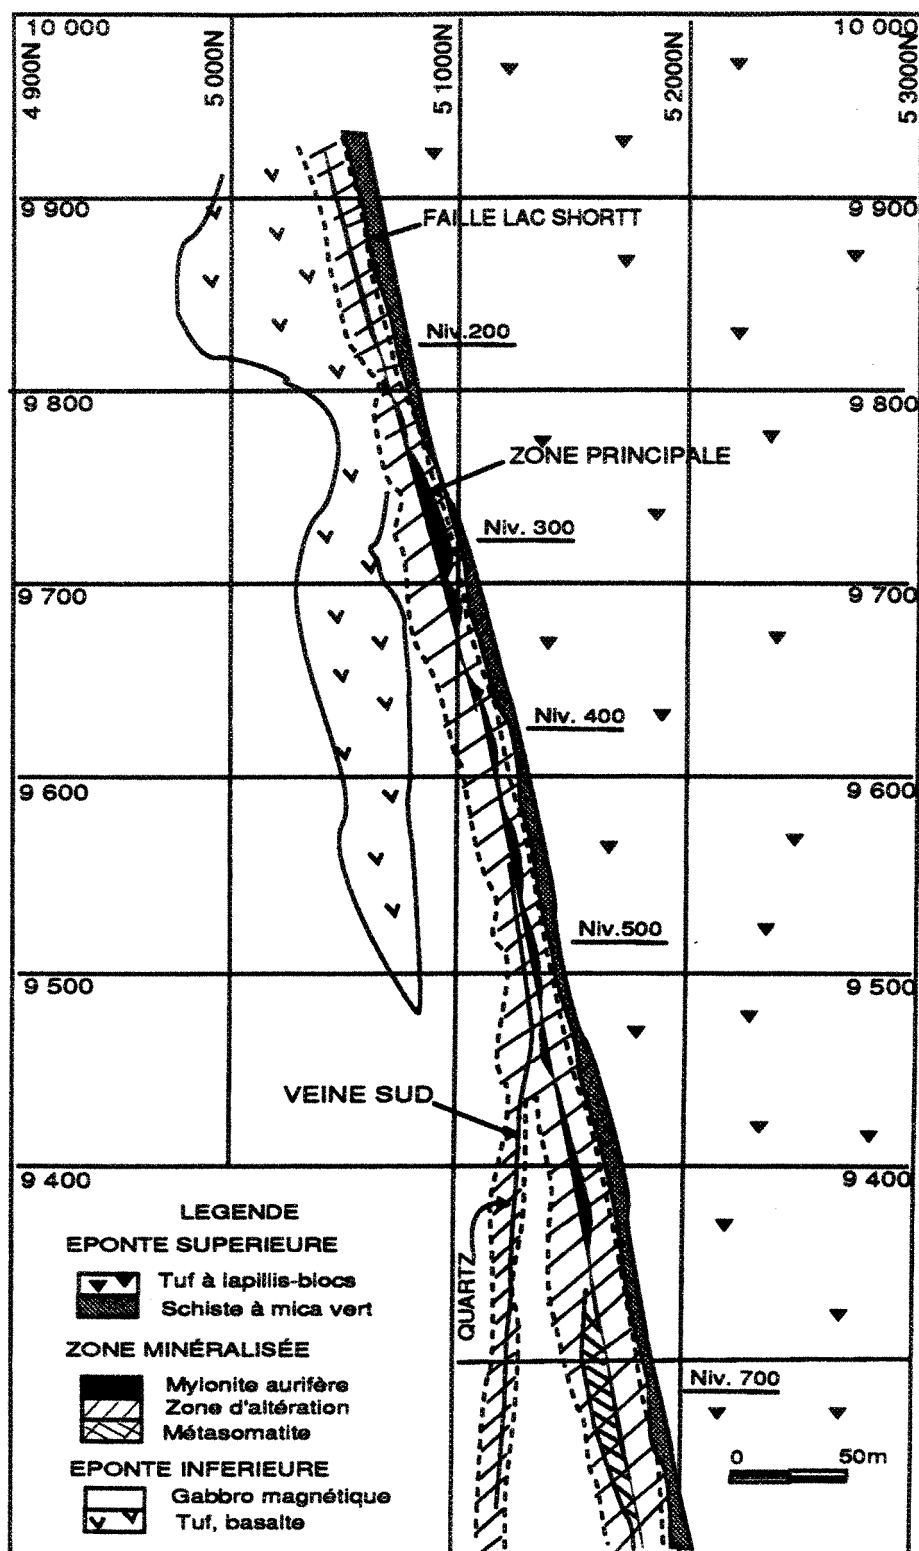 10 000
10 000
4 900N
5 000
5 1000N
5 2000N
5 3000N
9 900
9 900
FAILLE LAC SHORTT
Niv.200
9 800
9 800
ZONE PRINCIPALE
Niv. 300
9 700
9 700
Niv. 400
9 600
9 600
Niv.500
9 500
9 500
VEINE SUD
9 400
9 400
QUARTZ
LEGENDE
EPONTE SUPERIEURE
Tuf à lapillis-blocs
Schiste à mica vert
ZONE MINÉRALISÉE
Mylonite aurifère
Zone d'altération
Métasomatite
EPONTE INFERIEURE
Gabbro magnétique
Tuf, basalte
Niv. 700
0 50m